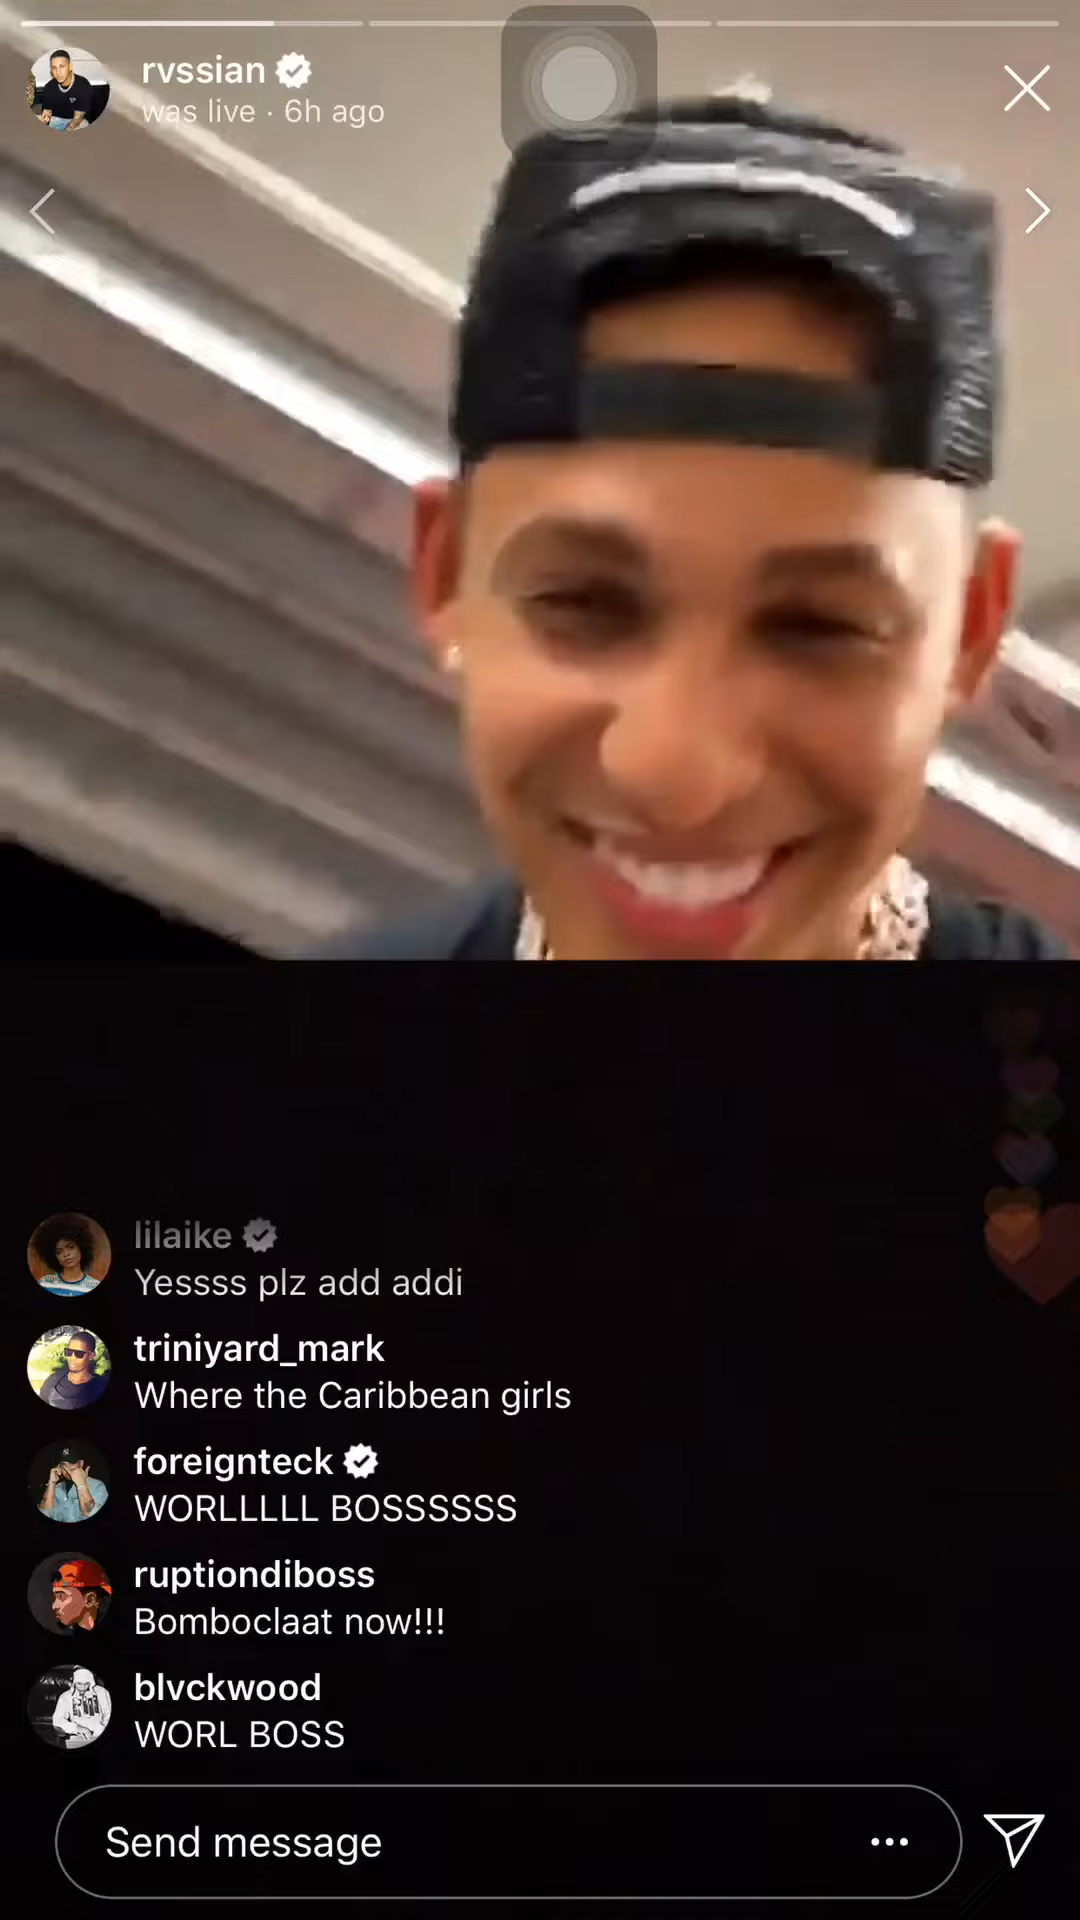 rvssian
was live · 6h ago
lilaike
Yessss plz add addi
triniyard_mark
Where the Caribbean girls
foreignteck
WORLLLLL BOSSSSSS
ruptiondiboss
Bomboclaat now!!!
blvckwood
WORL BOSS
Send message